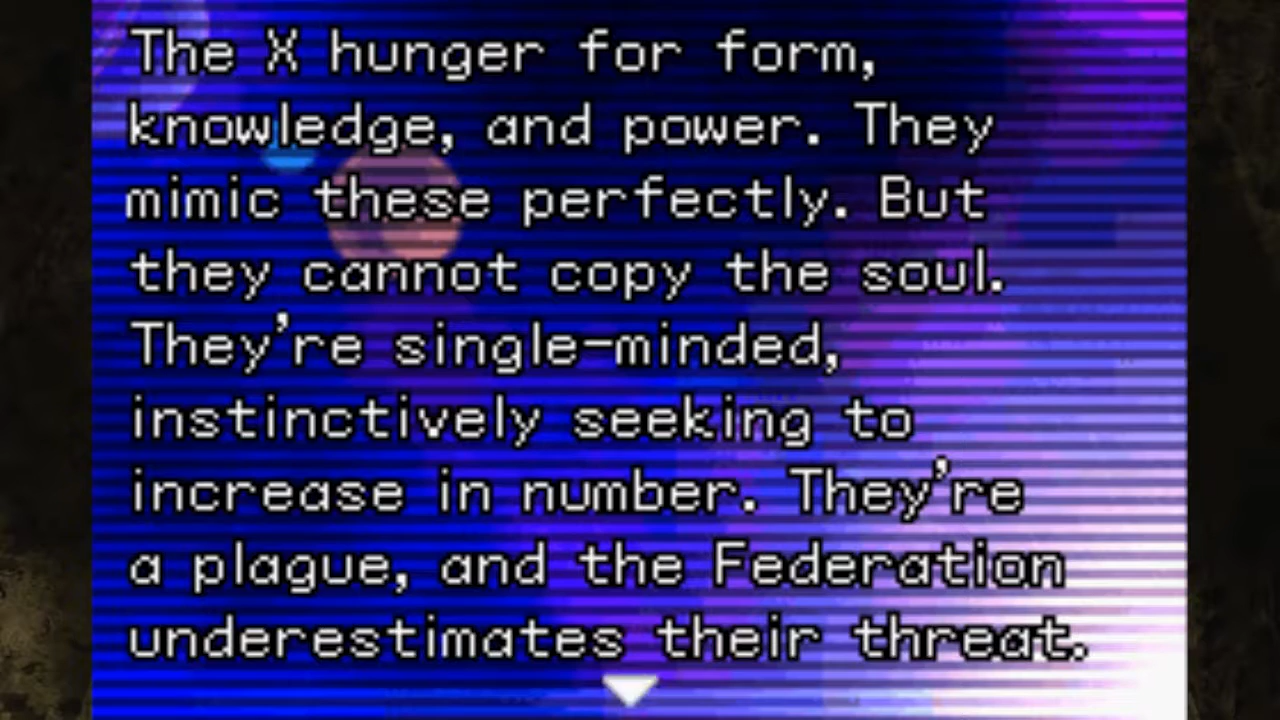 The X hunger for form,
knowledge, and power. They
mimic these perfectly. But
they cannot copy the soul.
They're single-minded,
instinctively seeking to
increase in number. They're
a plague, and the Federation
underestimates their threat.